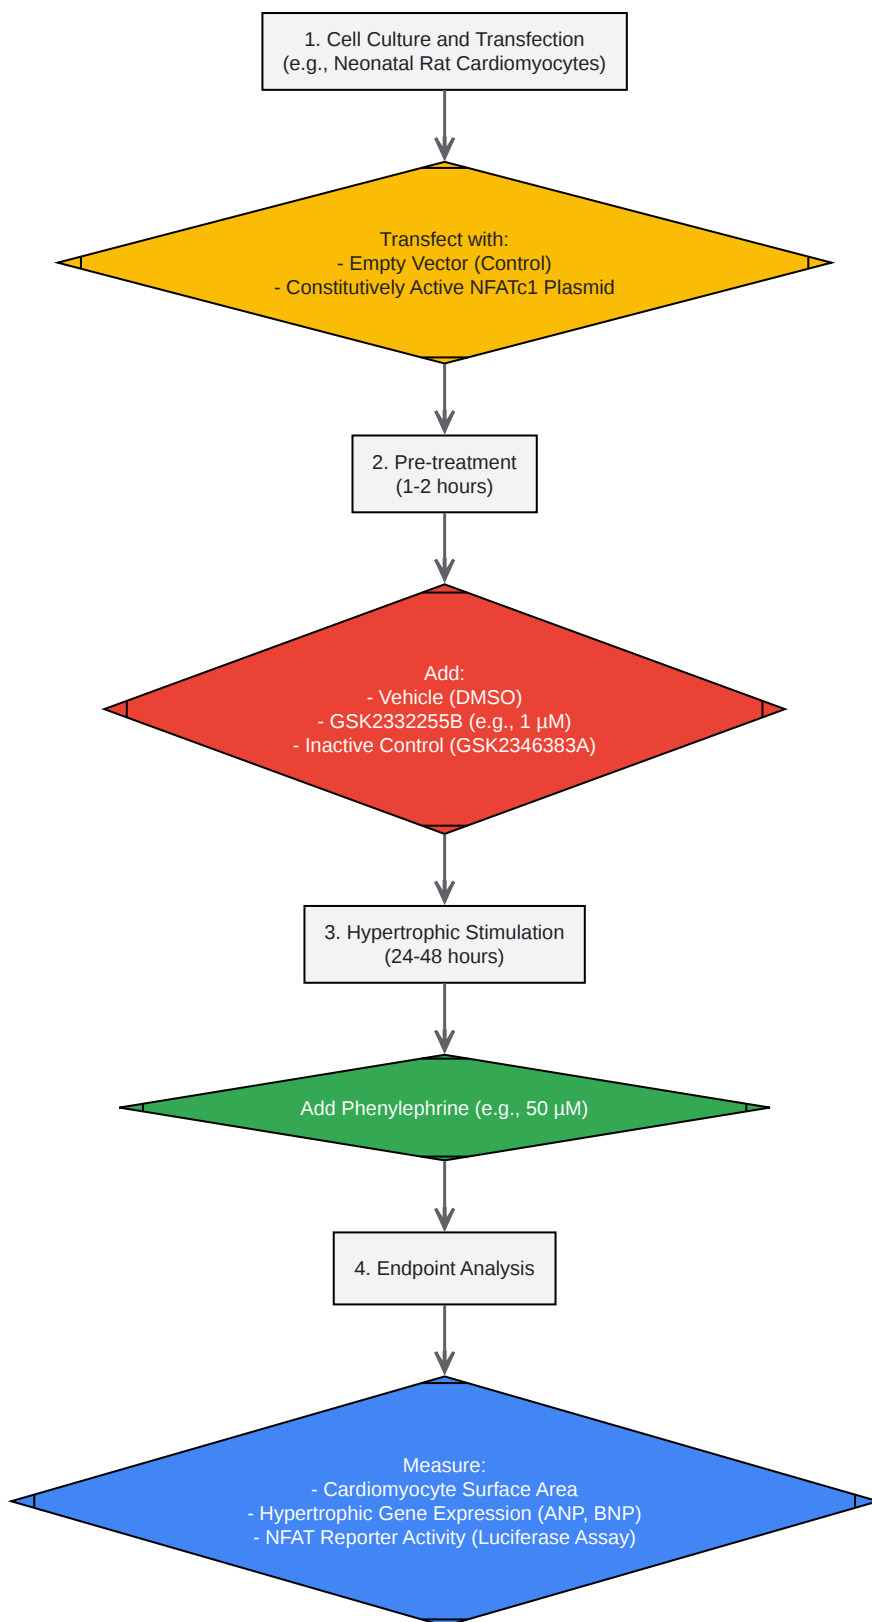 1. Cell Culture and Transfection
(e.g., Neonatal Rat Cardiomyocytes)
Transfect with:
- Empty Vector (Control)
- Constitutively Active NFATc1 Plasmid
2. Pre-treatment
(1-2 hours)
Add:
- Vehicle (DMSO)
- GSK2332255B (e.g., 1 µM)
- Inactive Control (GSK2346383A)
3. Hypertrophic Stimulation
(24-48 hours)
Add Phenylephrine (e.g., 50 µM)
4. Endpoint Analysis
Measure:
- Cardiomyocyte Surface Area
- Hypertrophic Gene Expression (ANP, BNP)
- NFAT Reporter Activity (Luciferase Assay)